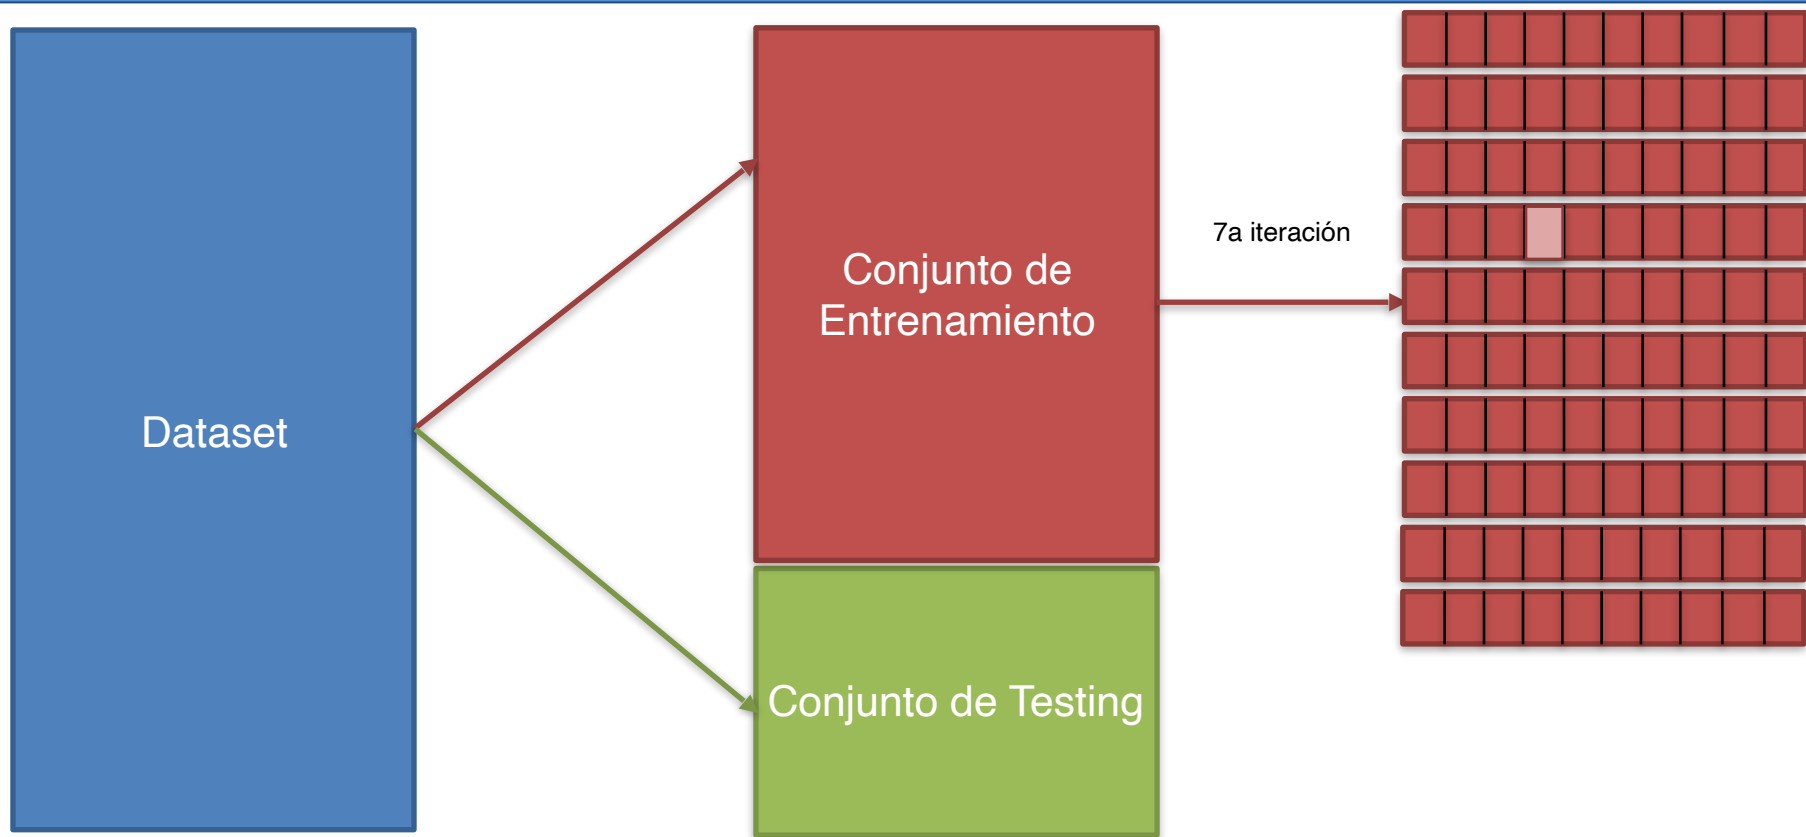 Dataset
Conjunto de
Entrenamiento
7a iteración
Conjunto de Testing